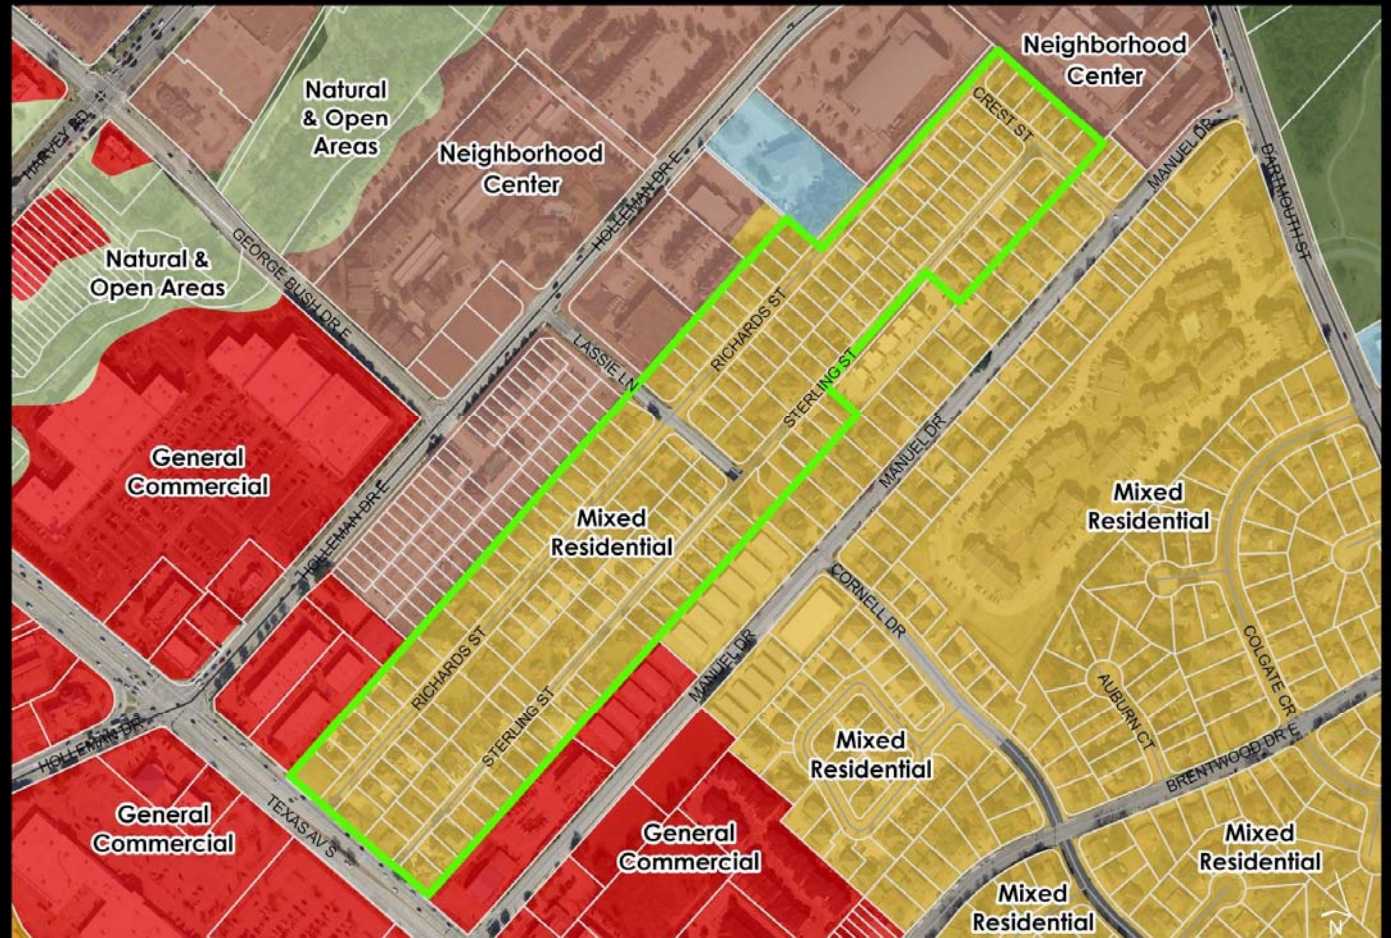 Neighborhood
Center
Natural
& Open
Areas
CREST ST
HARVEY RD
Neighborhood
Center
MANUEL DR
HOLLEMAN DR E
DARTMOUTH ST
Natural &
Open Areas
GEORGE BUSH DR E
RICHARDS ST
LASSIE LN
STERLING ST
General
Commercial
MANUEL DR
Mixed
Residential
Mixed
Residential
HOLLEMAN DR E
CORNELL DR
RICHARDS ST
MANUEL DR
COLGATE CR
AUBURN CT
STERLING ST
HOLLEMAN DR
Mixed
Residential
BRENTWOOD DR E
General
Commercial
TEXAS AV S
General
Commercial
Mixed
Residential
Mixed
Residential
N